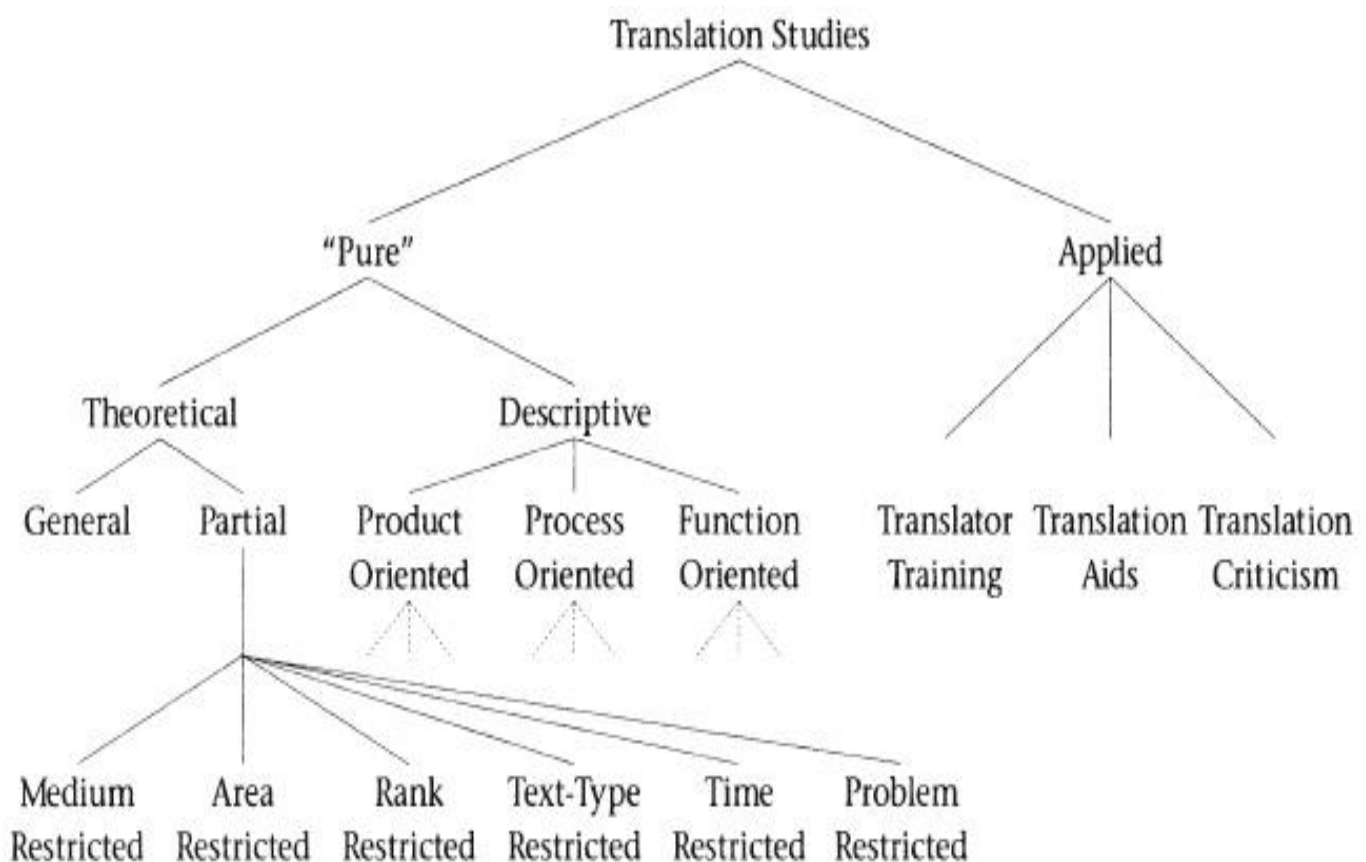 Translation Studies
“Pure” Applied
Theoretical Descriptive
General Partial Product Process Function Translator Translation Translation
Oriented Oriented Oriented Training Aids Criticism
Medium Area Rank Text-Type Time Problem
Restricted Restricted Restricted Restricted Restricted Restricted